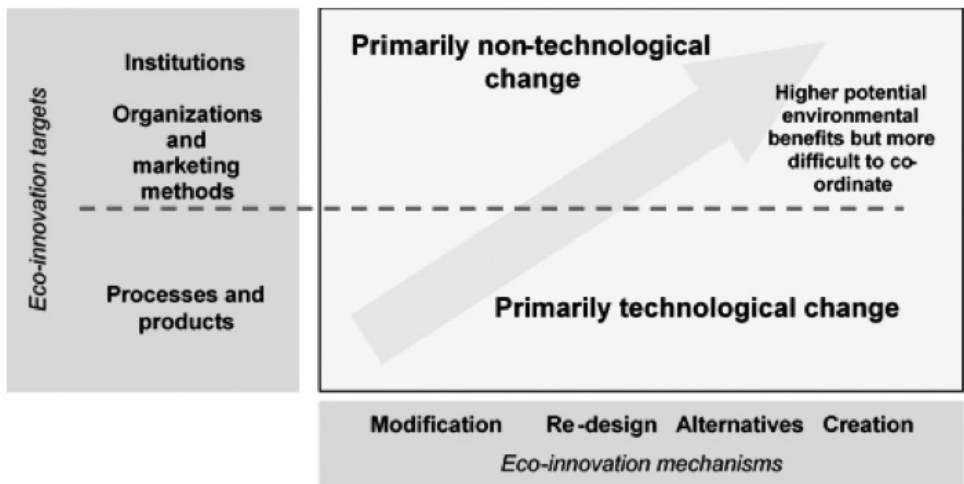 Eco-innovation targets
Institutions
Organizations
and
marketing
methods
Processes and
products
Primarily non-technological
change
Higher potential
environmental
benefits but more
difficult to co-
ordinate
Primarily technological change
Modification Re-design Alternatives Creation
Eco-innovation mechanisms